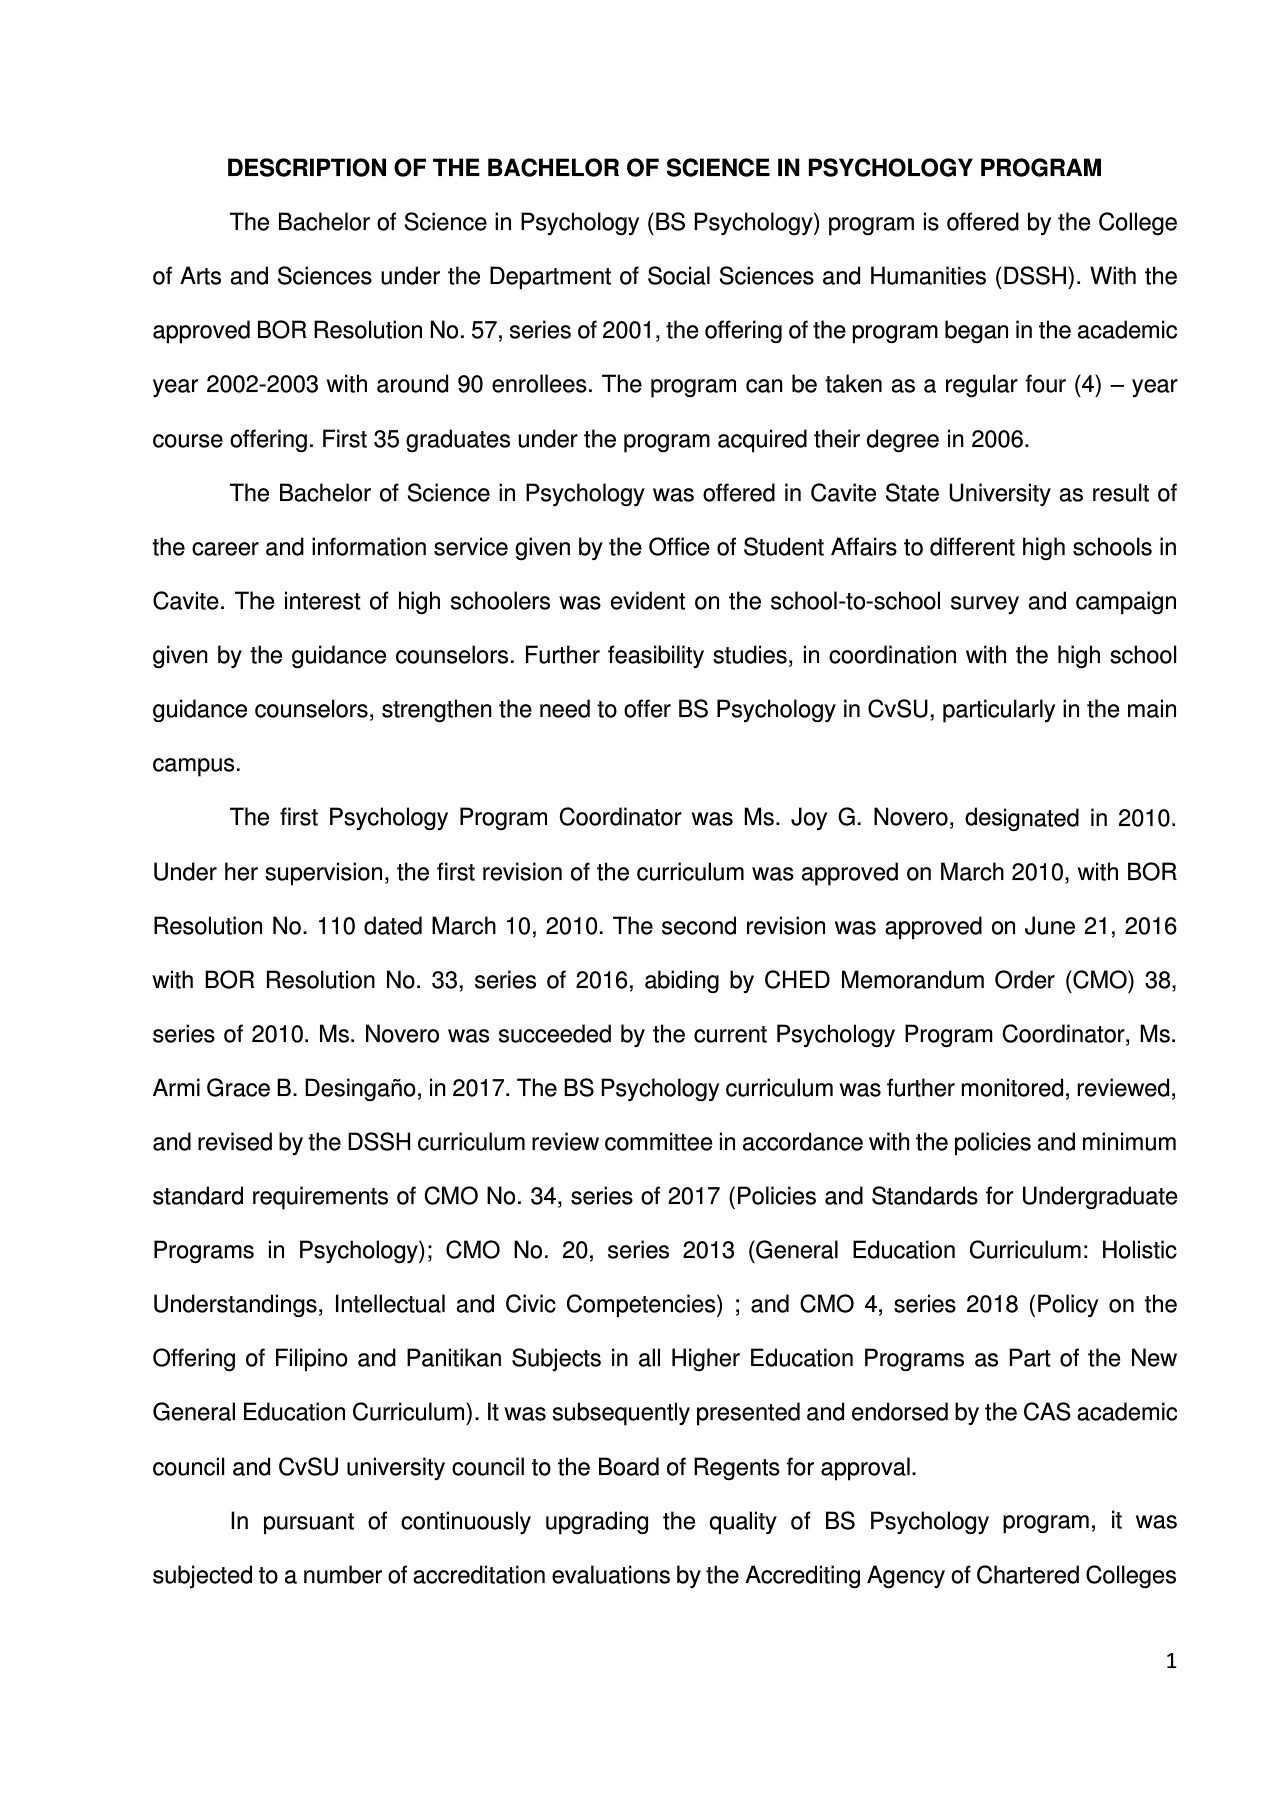 DESCRIPTION OF THE BACHELOR OF SCIENCE IN PSYCHOLOGY PROGRAM
The Bachelor of Science in Psychology (BS Psychology) program is offered by the College
of Arts and Sciences under the Department of Social Sciences and Humanities (DSSH). With the
approved BOR Resolution No. 57, series of 2001, the offering of the program began in the academic
year 2002-2003 with around 90 enrollees. The program can be taken as a regular four (4) – year
course offering. First 35 graduates under the program acquired their degree in 2006.
The Bachelor of Science in Psychology was offered in Cavite State University as result of
the career and information service given by the Office of Student Affairs to different high schools in
Cavite. The interest of high schoolers was evident on the school-to-school survey and campaign
given by the guidance counselors. Further feasibility studies, in coordination with the high school
guidance counselors, strengthen the need to offer BS Psychology in CvSU, particularly in the main
campus.
The first Psychology Program Coordinator was Ms. Joy G. Novero, designated in 2010.
Under her supervision, the first revision of the curriculum was approved on March 2010, with BOR
Resolution No. 110 dated March 10, 2010. The second revision was approved on June 21, 2016
with BOR Resolution No. 33, series of 2016, abiding by CHED Memorandum Order (CMO) 38,
series of 2010. Ms. Novero was succeeded by the current Psychology Program Coordinator, Ms.
Armi Grace B. Desingaño, in 2017. The BS Psychology curriculum was further monitored, reviewed,
and revised by the DSSH curriculum review committee in accordance with the policies and minimum
standard requirements of CMO No. 34, series of 2017 (Policies and Standards for Undergraduate
Programs in Psychology); CMO No. 20, series 2013 (General Education Curriculum: Holistic
Understandings, Intellectual and Civic Competencies) ; and CMO 4, series 2018 (Policy on the
Offering of Filipino and Panitikan Subjects in all Higher Education Programs as Part of the New
General Education Curriculum). It was subsequently presented and endorsed by the CAS academic
council and CvSU university council to the Board of Regents for approval.
In pursuant of continuously upgrading the quality of BS Psychology program, it was
subjected to a number of accreditation evaluations by the Accrediting Agency of Chartered Colleges
1